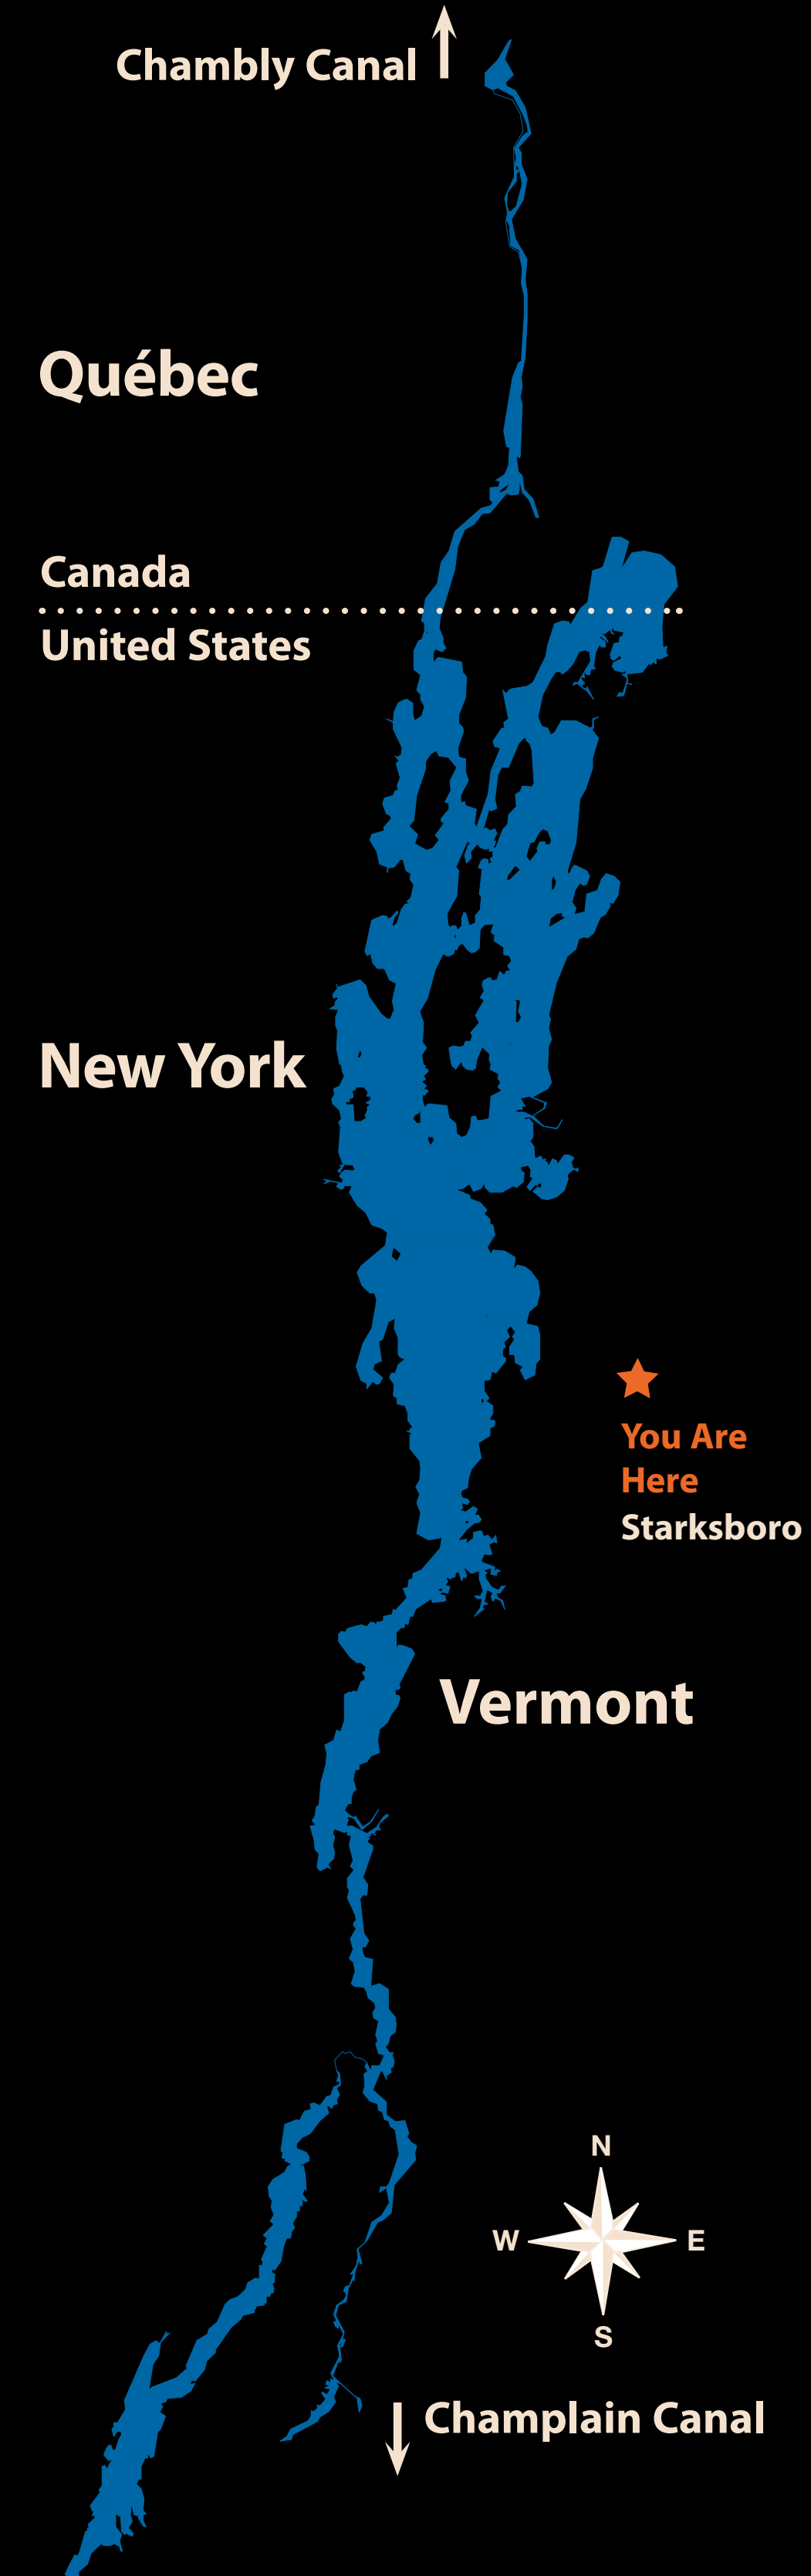 Chambly Canal
Québec
Canada
United States
New York
You Are
Here
Starksboro
Vermont
N
W E
S
Champlain Canal